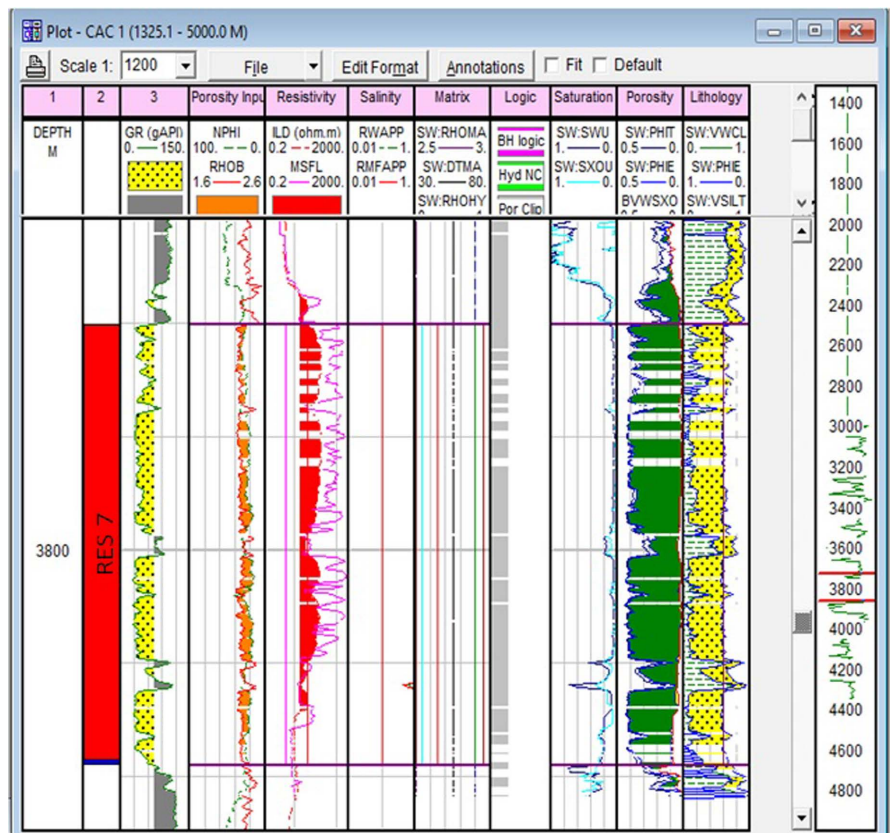 Plot - CAC 1 (1325.1 - 5000.0 M)
Scale 1: 1200 File Edit Format Annotations Fit Default
1 2 3 Porosity Inpu Resistivity Salinity Matrix Logic Saturation Porosity Lithology
DEPTH GR (gAPI) NPHI ILD (ohm.m) RWAPP SW:RHOMA BH logic SW:SWU SW:PHIT SW:VWCL
M 0. 150. 100. 0. 0.2 2000. 0.01 1. 2.5 3. 1. 0. 0.5 0. 0. 1.
RHOB MSFL RMFAPP SW:DTMA Hyd NC SW:SXOU SW:PHIE SW:PHIE
1.6 2.6 0.2 2000. 0.01 1. 30. 80. 1. 0. 0.5 0. 1. 0.
SW:RHOHY Por Clip BVWSXO SW:VSILT
3800
RES 7
1400
1600
1800
2000
2200
2400
2600
2800
3000
3200
3400
3600
3800
4000
4200
4400
4600
4800